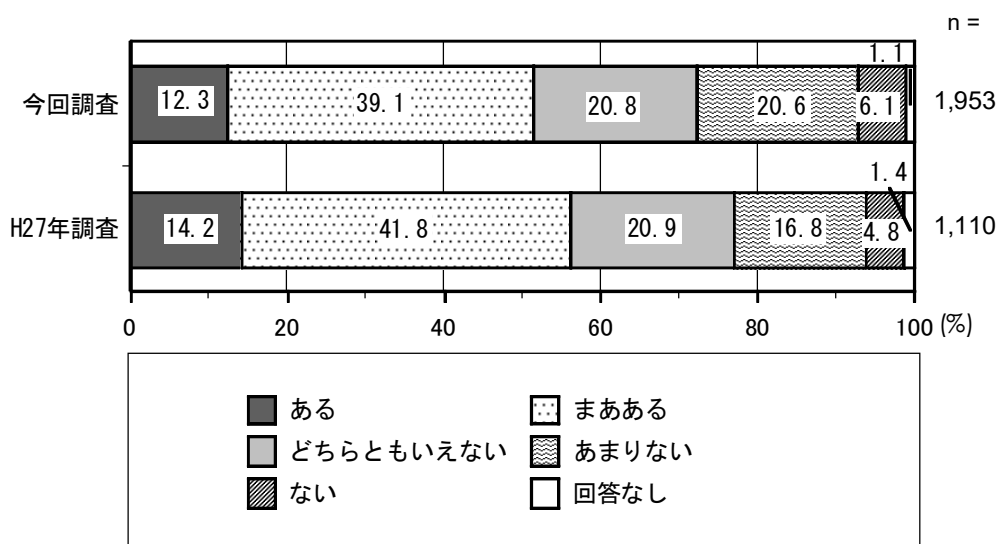 n =
1.1
今回調査 12.3 39.1 20.8 20.6 6.1 1,953
1.4
H27年調査 14.2 41.8 20.9 16.8 4.8 1,110
0 20 40 60 80 100 (%)
ある まあある
どちらともいえない あまりない
ない 回答なし